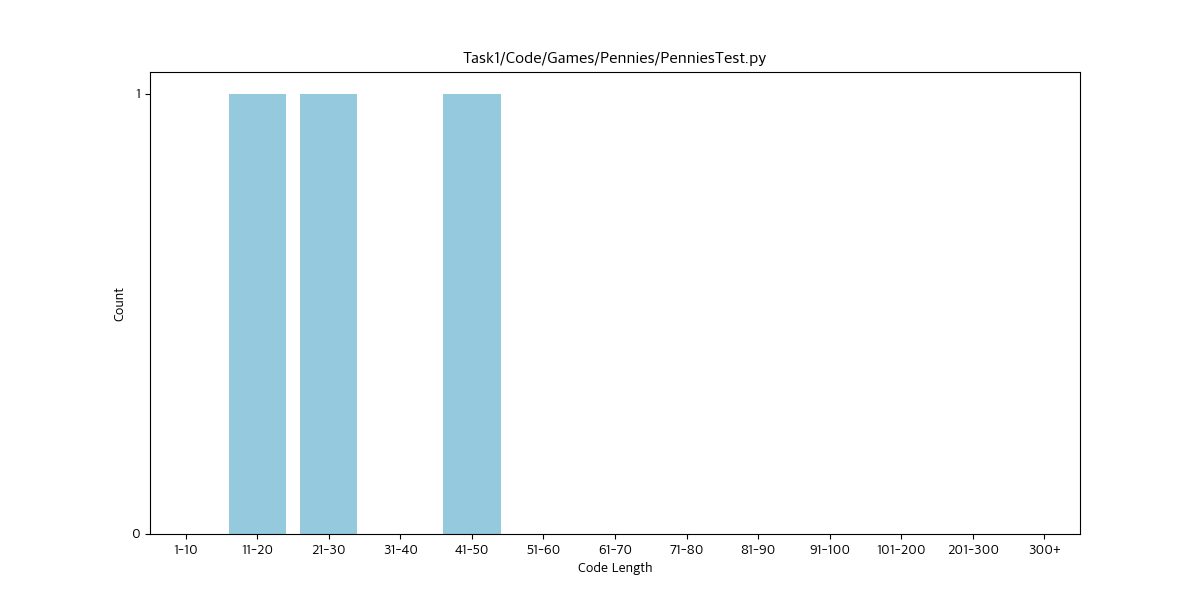 Task1/Code/Games/Pennies/PenniesTest.py
1
Count
0
1-10 11-20 21-30 31-40 41-50 51-60 61-70 71-80 81-90 91-100 101-200 201-300 300+
Code Length